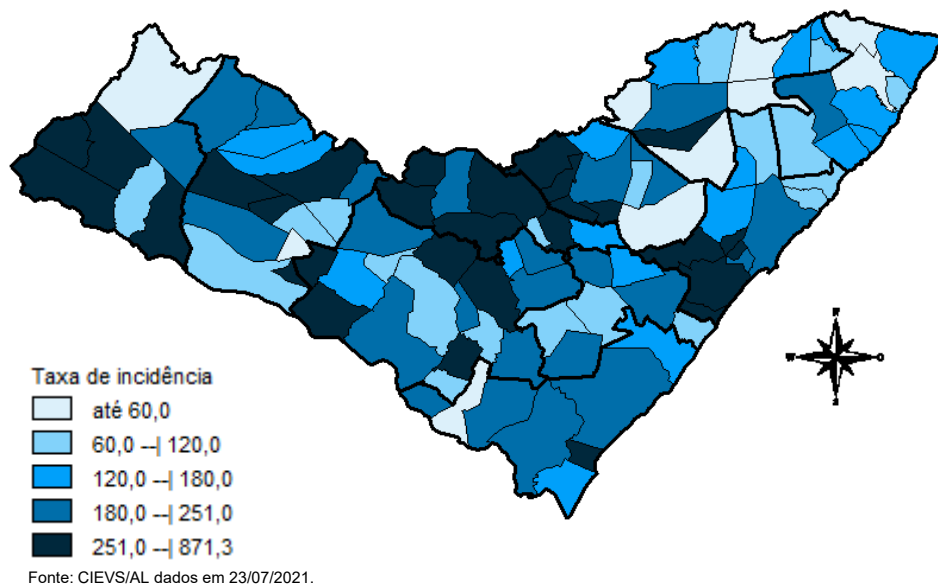 Taxa de incidência
até 60,0
60,0 --| 120,0
120,0 --| 180,0
180,0 --| 251,0
251,0 --| 871,3
Fonte: CIEVS/AL dados em 23/07/2021.